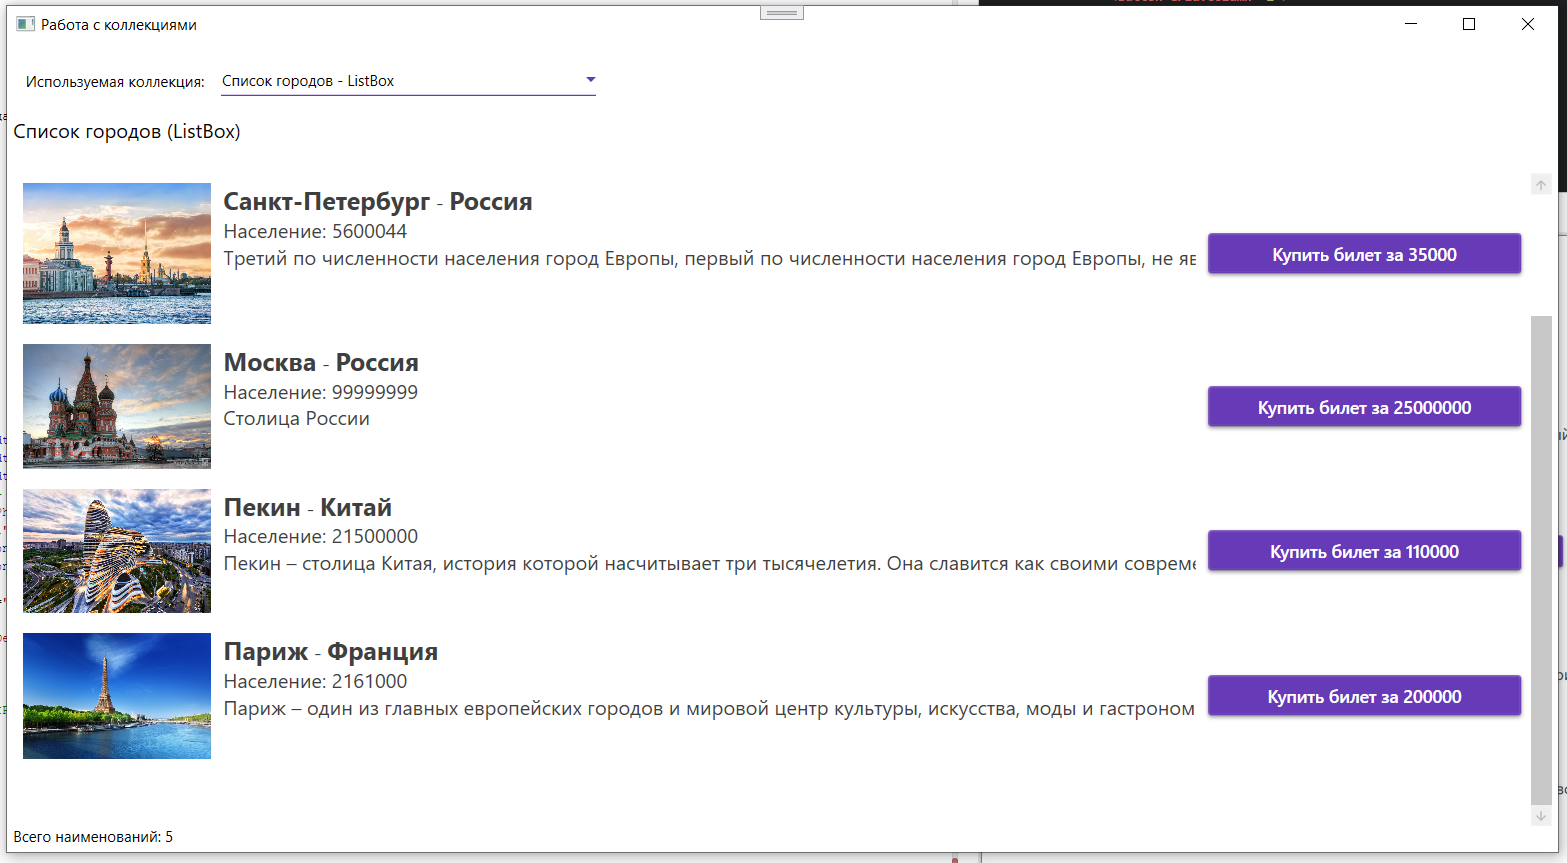 Работа с коллекциями
Используемая коллекция:
Список городов - ListBox
Список городов (ListBox)
Санкт-Петербург - Россия
Население: 5600044
Третий по численности населения город Европы, первый по численности населения город Европы, не яв
Купить билет за 35000
Москва - Россия
Население: 99999999
Столица России
Купить билет за 25000000
Пекин - Китай
Население: 21500000
Пекин – столица Китая, история которой насчитывает три тысячелетия. Она славится как своими совреме
Купить билет за 110000
Париж - Франция
Население: 2161000
Париж – один из главных европейских городов и мировой центр культуры, искусства, моды и гастроном
Купить билет за 200000
Всего наименований: 5